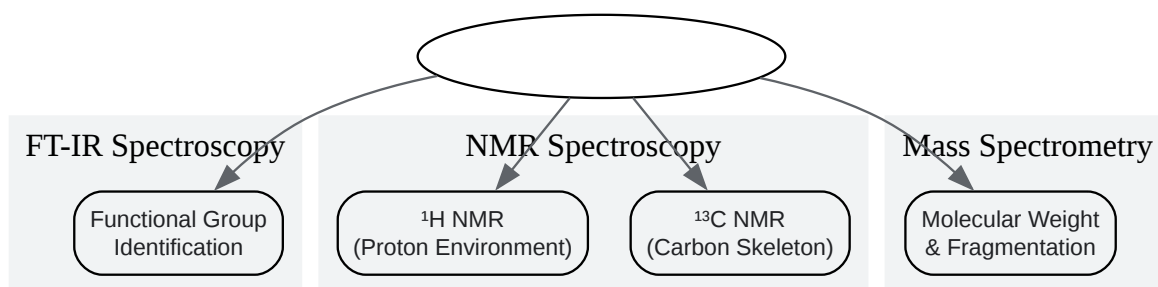 FT-IR Spectroscopy
Functional Group
Identification
NMR Spectroscopy
¹H NMR
(Proton Environment)
¹³C NMR
(Carbon Skeleton)
Mass Spectrometry
Molecular Weight
& Fragmentation